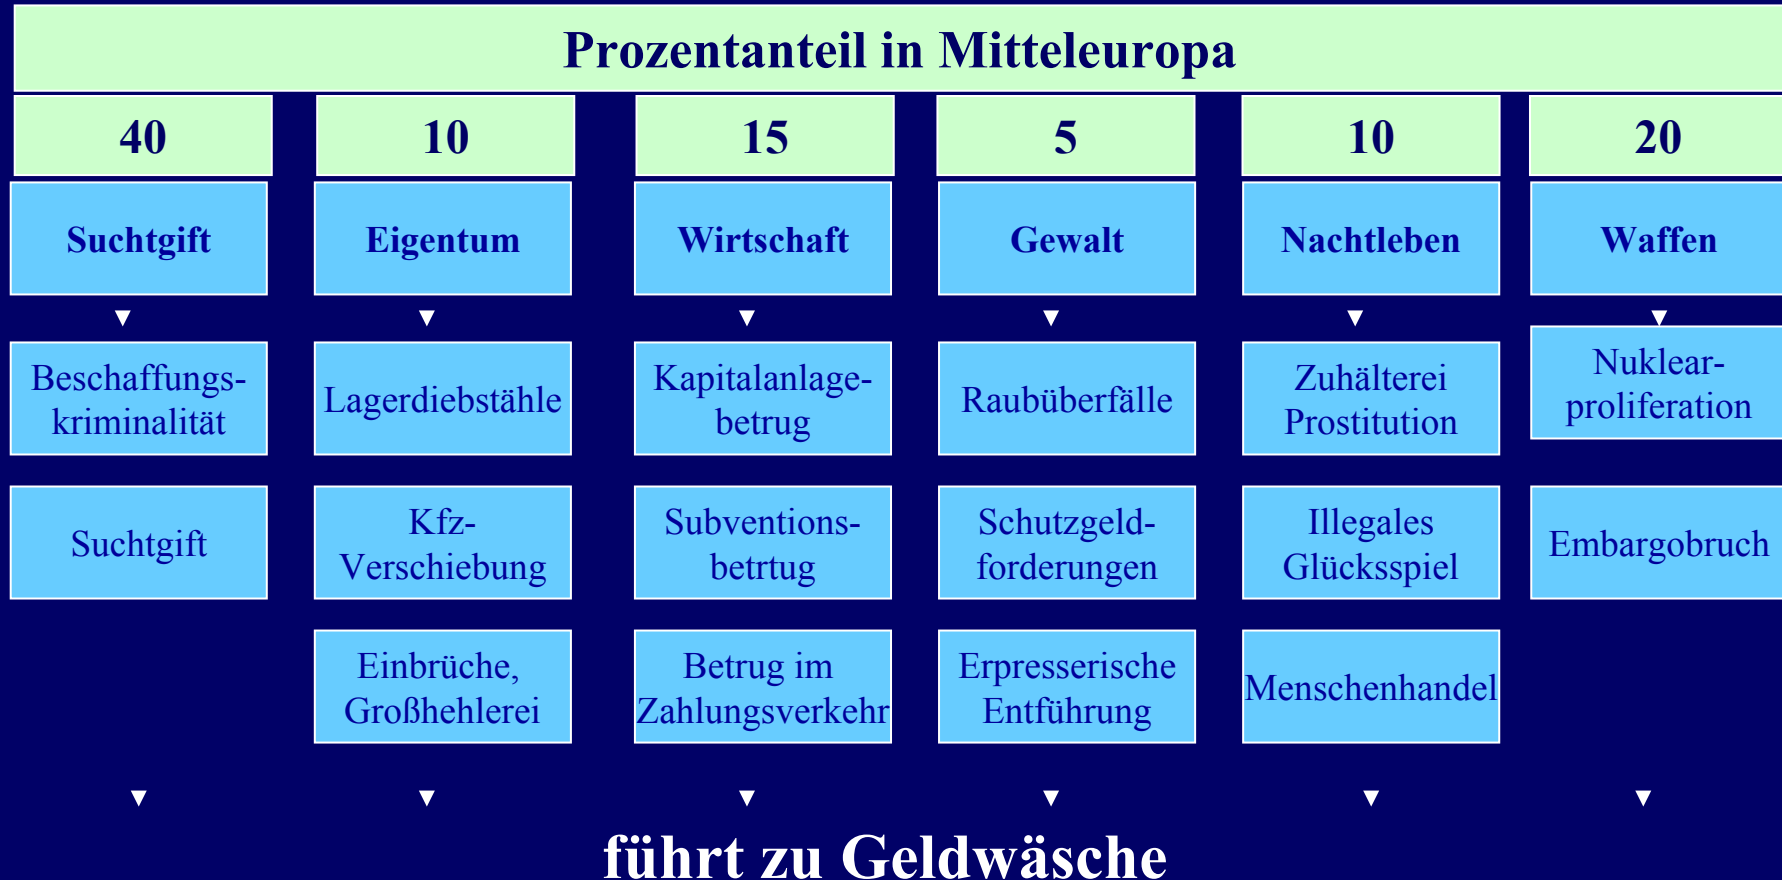 Prozentanteil in Mitteleuropa
40 10 15 5 10 20
Suchtgift Eigentum Wirtschaft Gewalt Nachtleben Waffen
Beschaffungs-
kriminalität
Lagerdiebstähle
Kapitalanlage-
betrug
Raubüberfälle
Zuhälterei
Prostitution
Nuklear-
proliferation
Suchtgift
Kfz-
Verschiebung
Subventions-
betrtug
Schutzgeld-
forderungen
Illegales
Glücksspiel
Embargobruch
Einbrüche,
Großhehlerei
Betrug im
Zahlungsverkehr
Erpresserische
Entführung
Menschenhandel
führt zu Geldwäsche